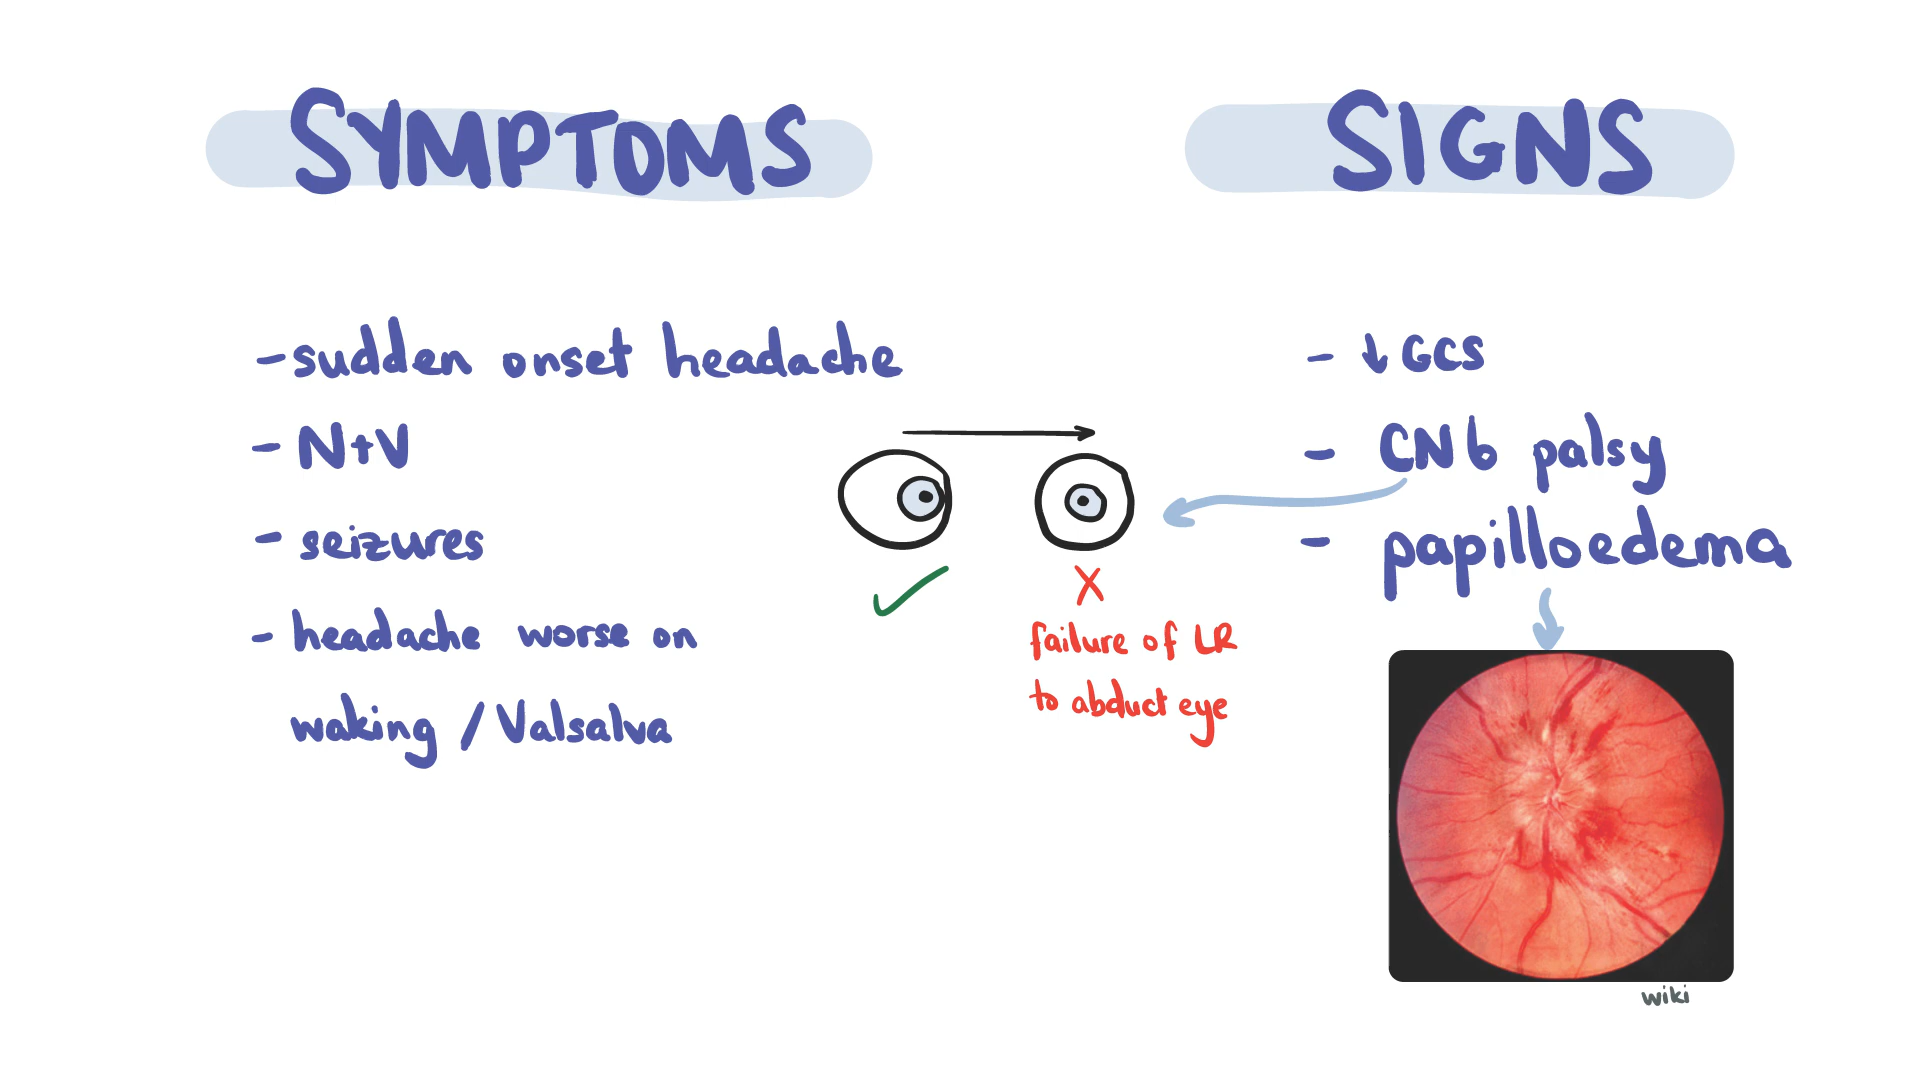 SYMPTOMS
- sudden onset headache
- N+V
- seizures
- headache worse on
waking / Valsalva
failure of LR
to abduct eye
SIGNS
- ↓ GCS
- CN6 palsy
- papilloedema
wiki